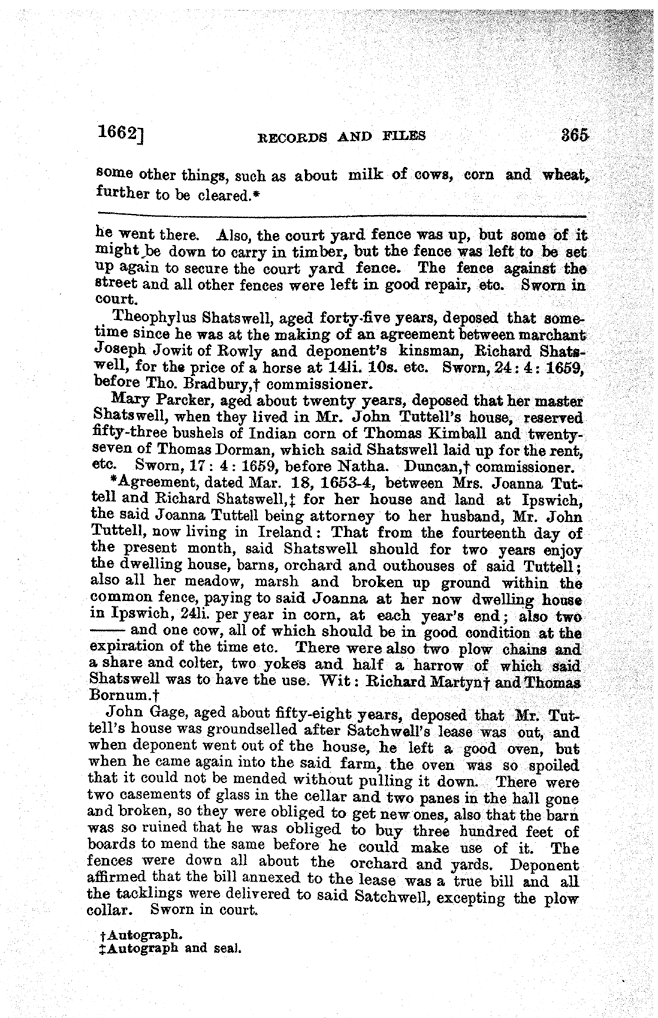 1662]	RECORDS AND FILES	365
some other things, such as about milk of cows, corn and wheat,
further to be cleared.*
he went there. Also, the court yard fence was up, but some of it
might be down to carry in timber, but the fence was left to be set
up again to secure the court yard fence. The fence against the
street and all other fences were left in good repair, etc. Sworn in
court.
Theophylus Shatswell, aged forty-five years, deposed that some-
time since he was at the making of an agreement between marchant
Joseph Jowit of Rowly and deponent's kinsman, Richard Shats-
well, for the price of a horse at 14li. 10s. etc. Sworn, 24 : 4 : 1659,
before Tho. Bradbury,† commissioner.
Mary Parcker, aged about twenty years, deposed that her master
Shatswell, when they lived in Mr. John Tuttell's house, reserved
fifty-three bushels of Indian corn of Thomas Kimball and twenty-
seven of Thomas Dorman, which said Shatswell laid up for the rent,
etc. Sworn, 17 : 4 : 1659, before Natha. Duncan,† commissioner.
*Agreement, dated Mar. 18, 1653-4, between Mrs. Joanna Tut-
tell and Richard Shatswell,‡ for her house and land at Ipswich,
the said Joanna Tuttell being attorney to her husband, Mr. John
Tuttell, now living in Ireland : That from the fourteenth day of
the present month, said Shatswell should for two years enjoy
the dwelling house, barns, orchard and outhouses of said Tuttell ;
also all her meadow, marsh and broken up ground within the
common fence, paying to said Joanna at her now dwelling house
in Ipswich, 24li. per year in corn, at each year's end ; also two
—— and one cow, all of which should be in good condition at the
expiration of the time etc. There were also two plow chains and
a share and colter, two yokes and half a harrow of which said
Shatswell was to have the use. Wit : Richard Martyn† and Thomas
Bornum.†
John Gage, aged about fifty-eight years, deposed that Mr. Tut-
tell's house was groundselled after Satchwell's lease was out, and
when deponent went out of the house, he left a good oven, but
when he came again into the said farm, the oven was so spoiled
that it could not be mended without pulling it down. There were
two casements of glass in the cellar and two panes in the hall gone
and broken, so they were obliged to get new ones, also that the barn
was so ruined that he was obliged to buy three hundred feet of
boards to mend the same before he could make use of it. The
fences were down all about the orchard and yards. Deponent
affirmed that the bill annexed to the lease was a true bill and all
the tacklings were delivered to said Satchwell, excepting the plow
collar. Sworn in court.
†Autograph.
‡Autograph and seal.